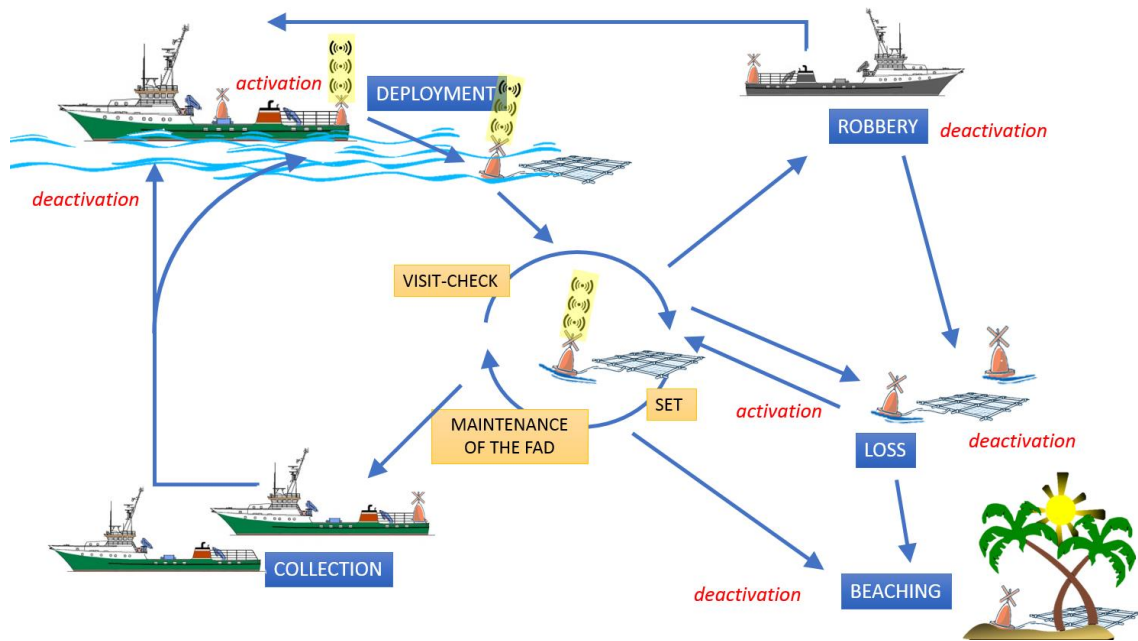 activation
DEPLOYMENT
ROBBERY
deactivation
deactivation
VISIT-CHECK
SET
MAINTENANCE
OF THE FAD
activation
LOSS
deactivation
COLLECTION
deactivation
BEACHING